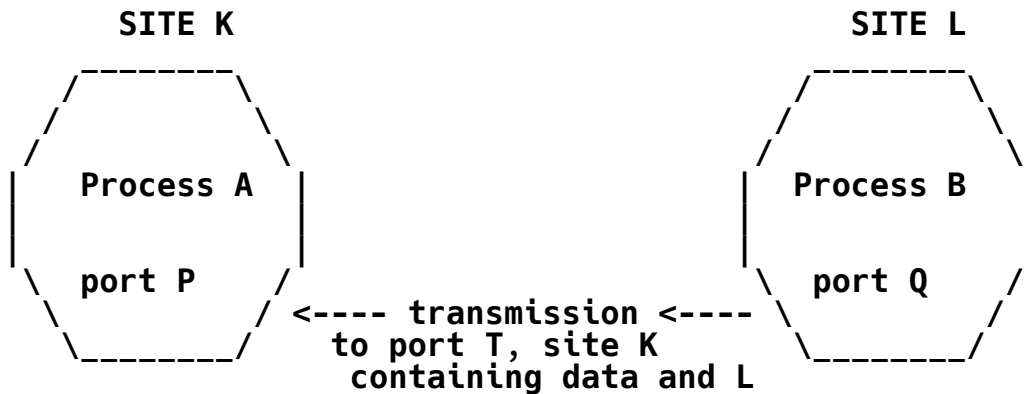 SITE K SITE L
Process A Process B
port P port Q
<---- transmission <----
to port T, site K
containing data and L